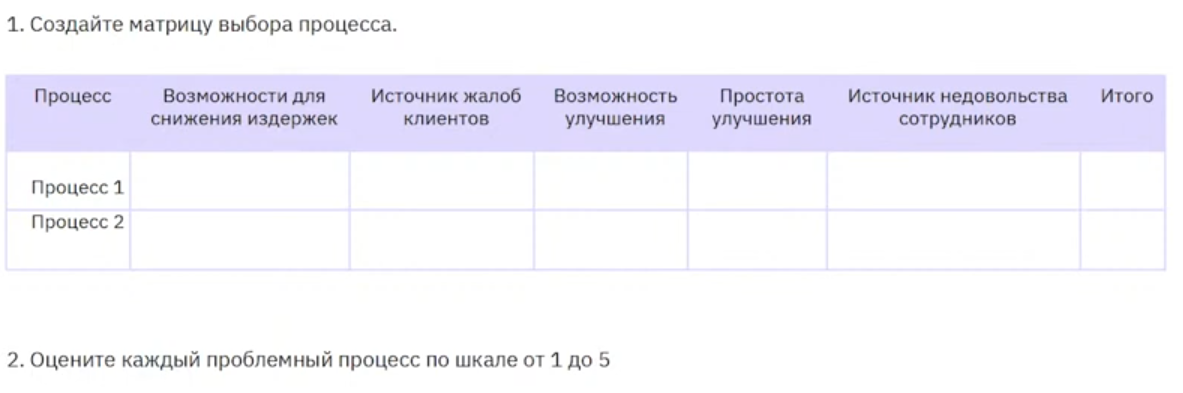 1. Создайте матрицу выбора процесса.
Процесс Возможности для снижения издержек Источник жалоб клиентов Возможность улучшения Простота улучшения Источник недовольства сотрудников Итого
Процесс 1
Процесс 2
2. Оцените каждый проблемный процесс по шкале от 1 до 5